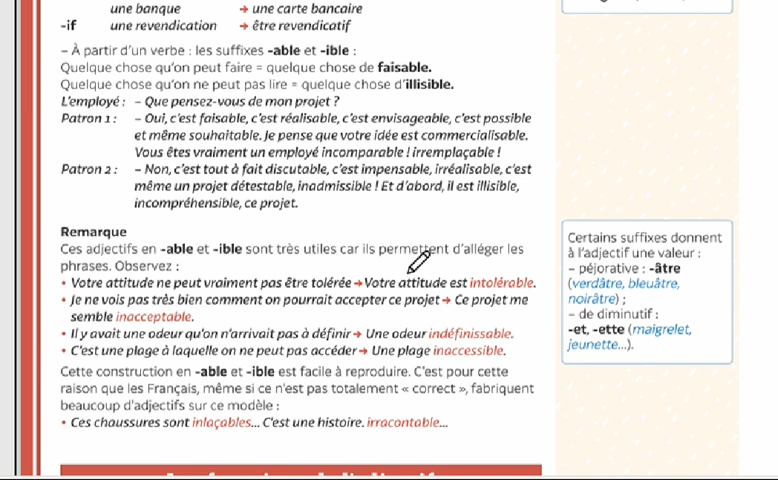 une banque → une carte bancaire
-if une revendication → être revendicatif
– À partir d'un verbe : les suffixes -able et -ible :
Quelque chose qu'on peut faire = quelque chose de faisable.
Quelque chose qu'on ne peut pas lire = quelque chose d'illisible.
L'employé : – Que pensez-vous de mon projet ?
Patron 1 : – Oui, c'est faisable, c'est réalisable, c'est envisageable, c'est possible
et même souhaitable. Je pense que votre idée est commercialisable.
Vous êtes vraiment un employé incomparable ! irremplaçable !
Patron 2 : – Non, c'est tout à fait discutable, c'est impensable, irréalisable, c'est
même un projet détestable, inadmissible ! Et d'abord, il est illisible,
incompréhensible, ce projet.
Remarque
Ces adjectifs en -able et -ible sont très utiles car ils permettent d'alléger les
phrases. Observez :
• Votre attitude ne peut vraiment pas être tolérée → Votre attitude est intolérable.
• Je ne vois pas très bien comment on pourrait accepter ce projet → Ce projet me
semble inacceptable.
• Il y avait une odeur qu'on n'arrivait pas à définir → Une odeur indéfinissable.
• C'est une plage à laquelle on ne peut pas accéder → Une plage inaccessible.
Cette construction en -able et -ible est facile à reproduire. C'est pour cette
raison que les Français, même si ce n'est pas totalement « correct », fabriquent
beaucoup d'adjectifs sur ce modèle :
• Ces chaussures sont inlaçables... C'est une histoire. irracontable...
Certains suffixes donnent
à l'adjectif une valeur :
– péjorative : -âtre
(verdâtre, bleuâtre,
noirâtre) ;
– de diminutif :
-et, -ette (maigrelet,
jeunette...).